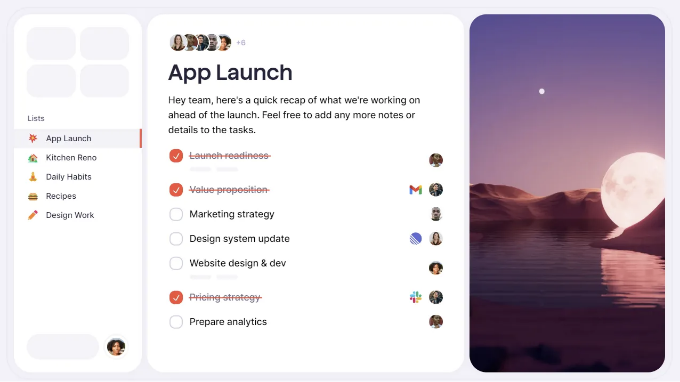 Lists
App Launch
Kitchen Reno
Daily Habits
Recipes
Design Work
+6
App Launch
Hey team, here's a quick recap of what we're working on
ahead of the launch. Feel free to add any more notes or
details to the tasks.
Launch readiness
Value proposition
Marketing strategy
Design system update
Website design & dev
Pricing strategy
Prepare analytics